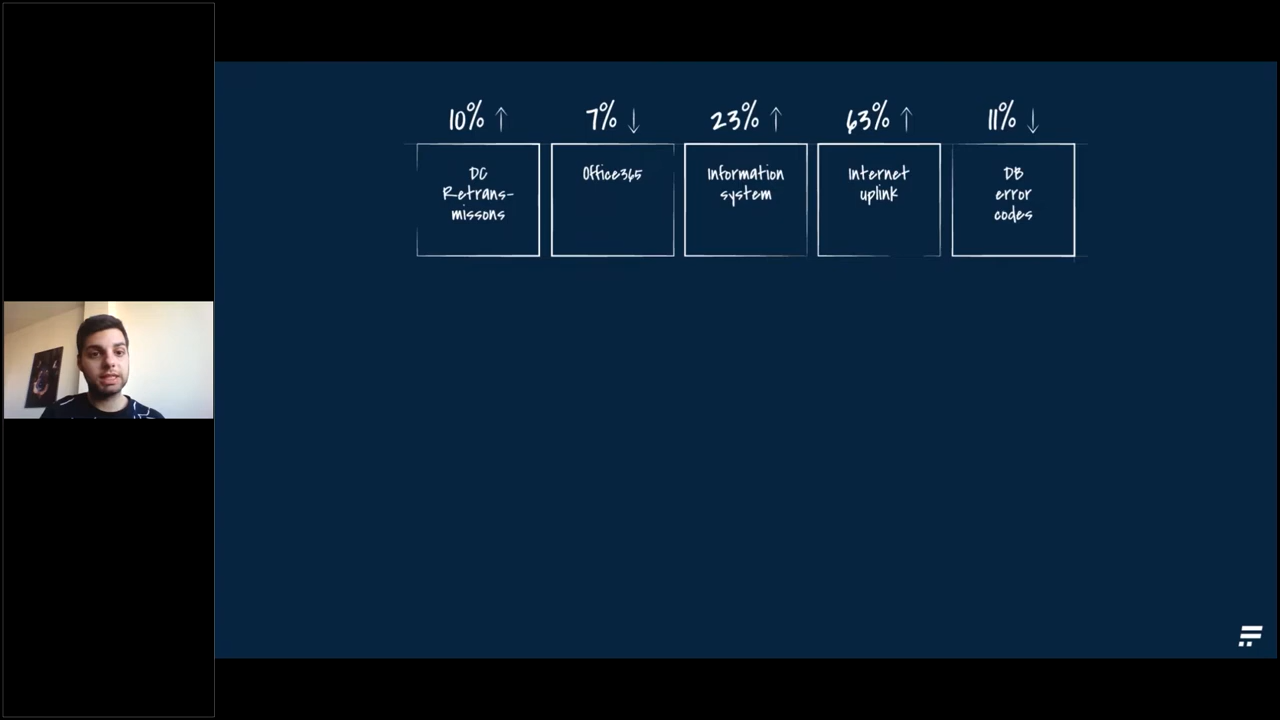 10% ↑
7% ↓
23% ↑
63% ↑
11% ↓
DC
Retrans-
missons
Office365
Information
system
Internet
uplink
DB
error
codes